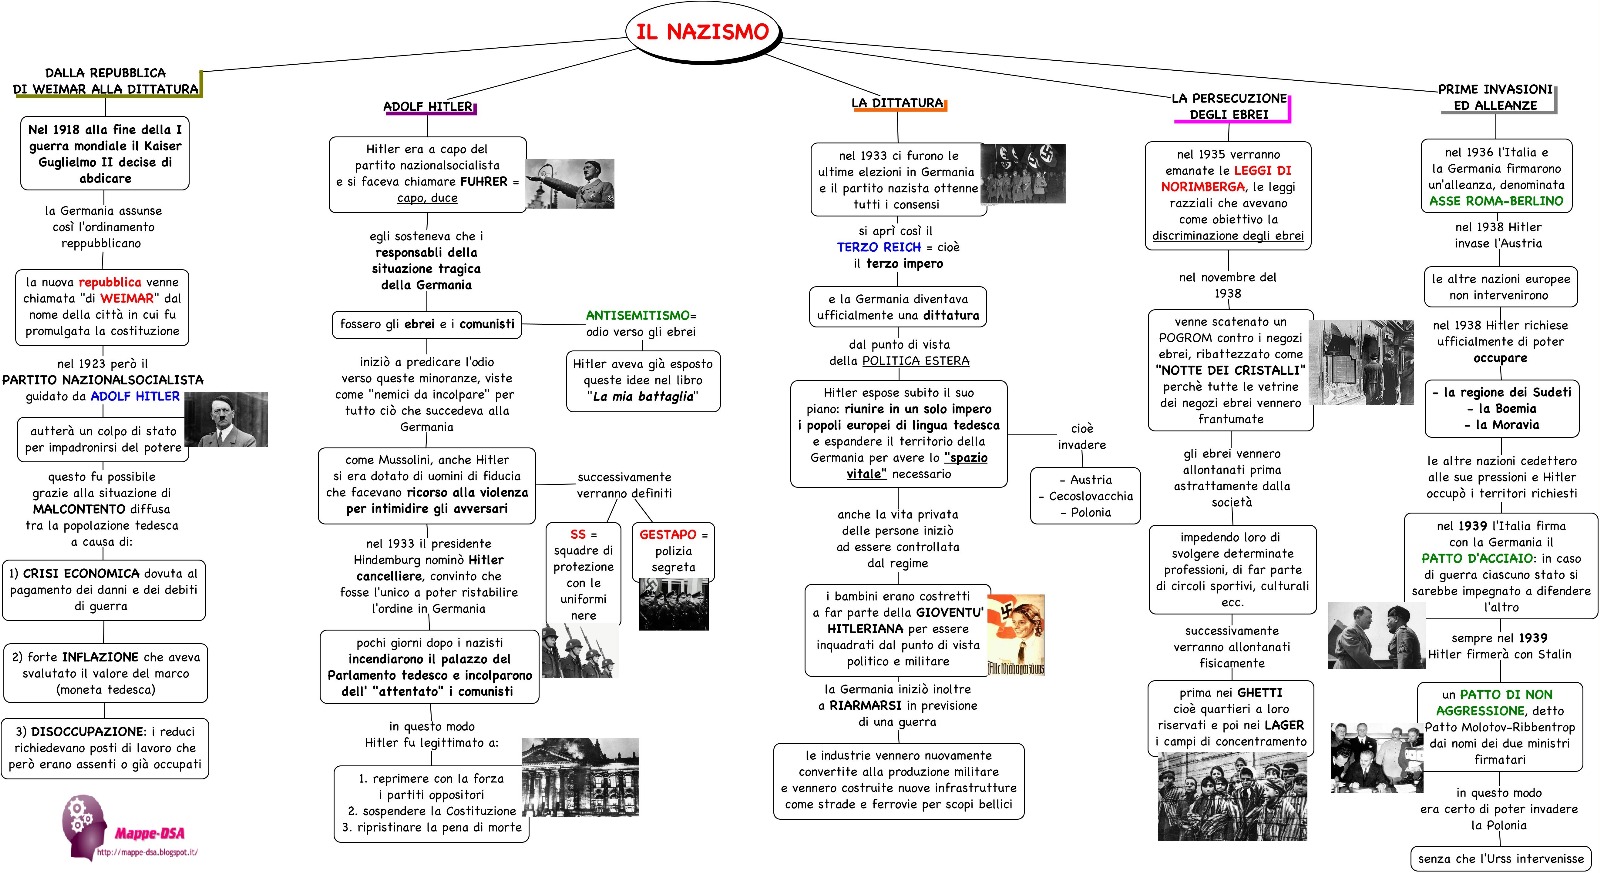 IL NAZISMO
DALLA REPUBBLICA
DI WEIMAR ALLA DITTATURA
Nel 1918 alla fine della I
guerra mondiale il Kaiser
Guglielmo II decise di
abdicare
la Germania assunse
così l'ordinamento
reppubblicano
la nuova repubblica venne
chiamata "di WEIMAR" dal
nome della città in cui fu
promulgata la costituzione
nel 1923 però il
PARTITO NAZIONALSOCIALISTA
guidato da ADOLF HITLER
autterà un colpo di stato
per impadronirsi del potere
questo fu possibile
grazie alla situazione di
MALCONTENTO diffusa
tra la popolazione tedesca
a causa di:
1) CRISI ECONOMICA dovuta al
pagamento dei danni e dei debiti
di guerra
2) forte INFLAZIONE che aveva
svalutato il valore del marco
(moneta tedesca)
3) DISOCCUPAZIONE: i reduci
richiedevano posti di lavoro che
però erano assenti o già occupati
Mappe-DSA
http://mappe-dsa.blogspot.it/
ADOLF HITLER
Hitler era a capo del
partito nazionalsocialista
e si faceva chiamare FUHRER =
capo, duce
egli sosteneva che i
responsabli della
situazione tragica
della Germania
fossero gli ebrei e i comunisti
ANTISEMITISMO=
odio verso gli ebrei
Hitler aveva già esposto
queste idee nel libro
"La mia battaglia"
iniziò a predicare l'odio
verso queste minoranze, viste
come "nemici da incolpare" per
tutto ciò che succedeva alla
Germania
come Mussolini, anche Hitler
si era dotato di uomini di fiducia
che facevano ricorso alla violenza
per intimidire gli avversari
successivamente
verranno definiti
SS =
squadre di
protezione
con le
uniformi
nere
GESTAPO =
polizia
segreta
nel 1933 il presidente
Hindemburg nominò Hitler
cancelliere, convinto che
fosse l'unico a poter ristabilire
l'ordine in Germania
pochi giorni dopo i nazisti
incendiarono il palazzo del
Parlamento tedesco e incolparono
dell' "attentato" i comunisti
in questo modo
Hitler fu legittimato a:
1. reprimere con la forza
i partiti oppositori
2. sospendere la Costituzione
3. ripristinare la pena di morte
LA DITTATURA
nel 1933 ci furono le
ultime elezioni in Germania
e il partito nazista ottenne
tutti i consensi
si aprì così il
TERZO REICH = cioè
il terzo impero
e la Germania diventava
ufficialmente una dittatura
dal punto di vista
della POLITICA ESTERA
Hitler espose subito il suo
piano: riunire in un solo impero
i popoli europei di lingua tedesca
e espandere il territorio della
Germania per avere lo "spazio
vitale" necessario
cioè
invadere
- Austria
- Cecoslovacchia
- Polonia
anche la vita privata
delle persone iniziò
ad essere controllata
dal regime
i bambini erano costretti
a far parte della GIOVENTU'
HITLERIANA per essere
inquadrati dal punto di vista
politico e militare
la Germania iniziò inoltre
a RIARMARSI in previsione
di una guerra
le industrie vennero nuovamente
convertite alla produzione militare
e vennero costruite nuove infrastrutture
come strade e ferrovie per scopi bellici
LA PERSECUZIONE
DEGLI EBREI
nel 1935 verranno
emanate le LEGGI DI
NORIMBERGA, le leggi
razziali che avevano
come obiettivo la
discriminazione degli ebrei
nel novembre del
1938
venne scatenato un
POGROM contro i negozi
ebrei, ribattezzato come
"NOTTE DEI CRISTALLI"
perchè tutte le vetrine
dei negozi ebrei vennero
frantumate
gli ebrei vennero
allontanati prima
astrattamente dalla
società
impedendo loro di
svolgere determinate
professioni, di far parte
di circoli sportivi, culturali
ecc.
successivamente
verranno allontanati
fisicamente
prima nei GHETTI
cioè quartieri a loro
riservati e poi nei LAGER
i campi di concentramento
PRIME INVASIONI
ED ALLEANZE
nel 1936 l'Italia e
la Germania firmarono
un'alleanza, denominata
ASSE ROMA-BERLINO
nel 1938 Hitler
invase l'Austria
le altre nazioni europee
non intervenirono
nel 1938 Hitler richiese
ufficialmente di poter
occupare
- la regione dei Sudeti
- la Boemia
- la Moravia
le altre nazioni cedettero
alle sue pressioni e Hitler
occupò i territori richiesti
nel 1939 l'Italia firma
con la Germania il
PATTO D'ACCIAIO: in caso
di guerra ciascuno stato si
sarebbe impegnato a difendere
l'altro
sempre nel 1939
Hitler firmerà con Stalin
un PATTO DI NON
AGGRESSIONE, detto
Patto Molotov-Ribbentrop
dai nomi dei due ministri
firmatari
in questo modo
era certo di poter invadere
la Polonia
senza che l'Urss intervenisse